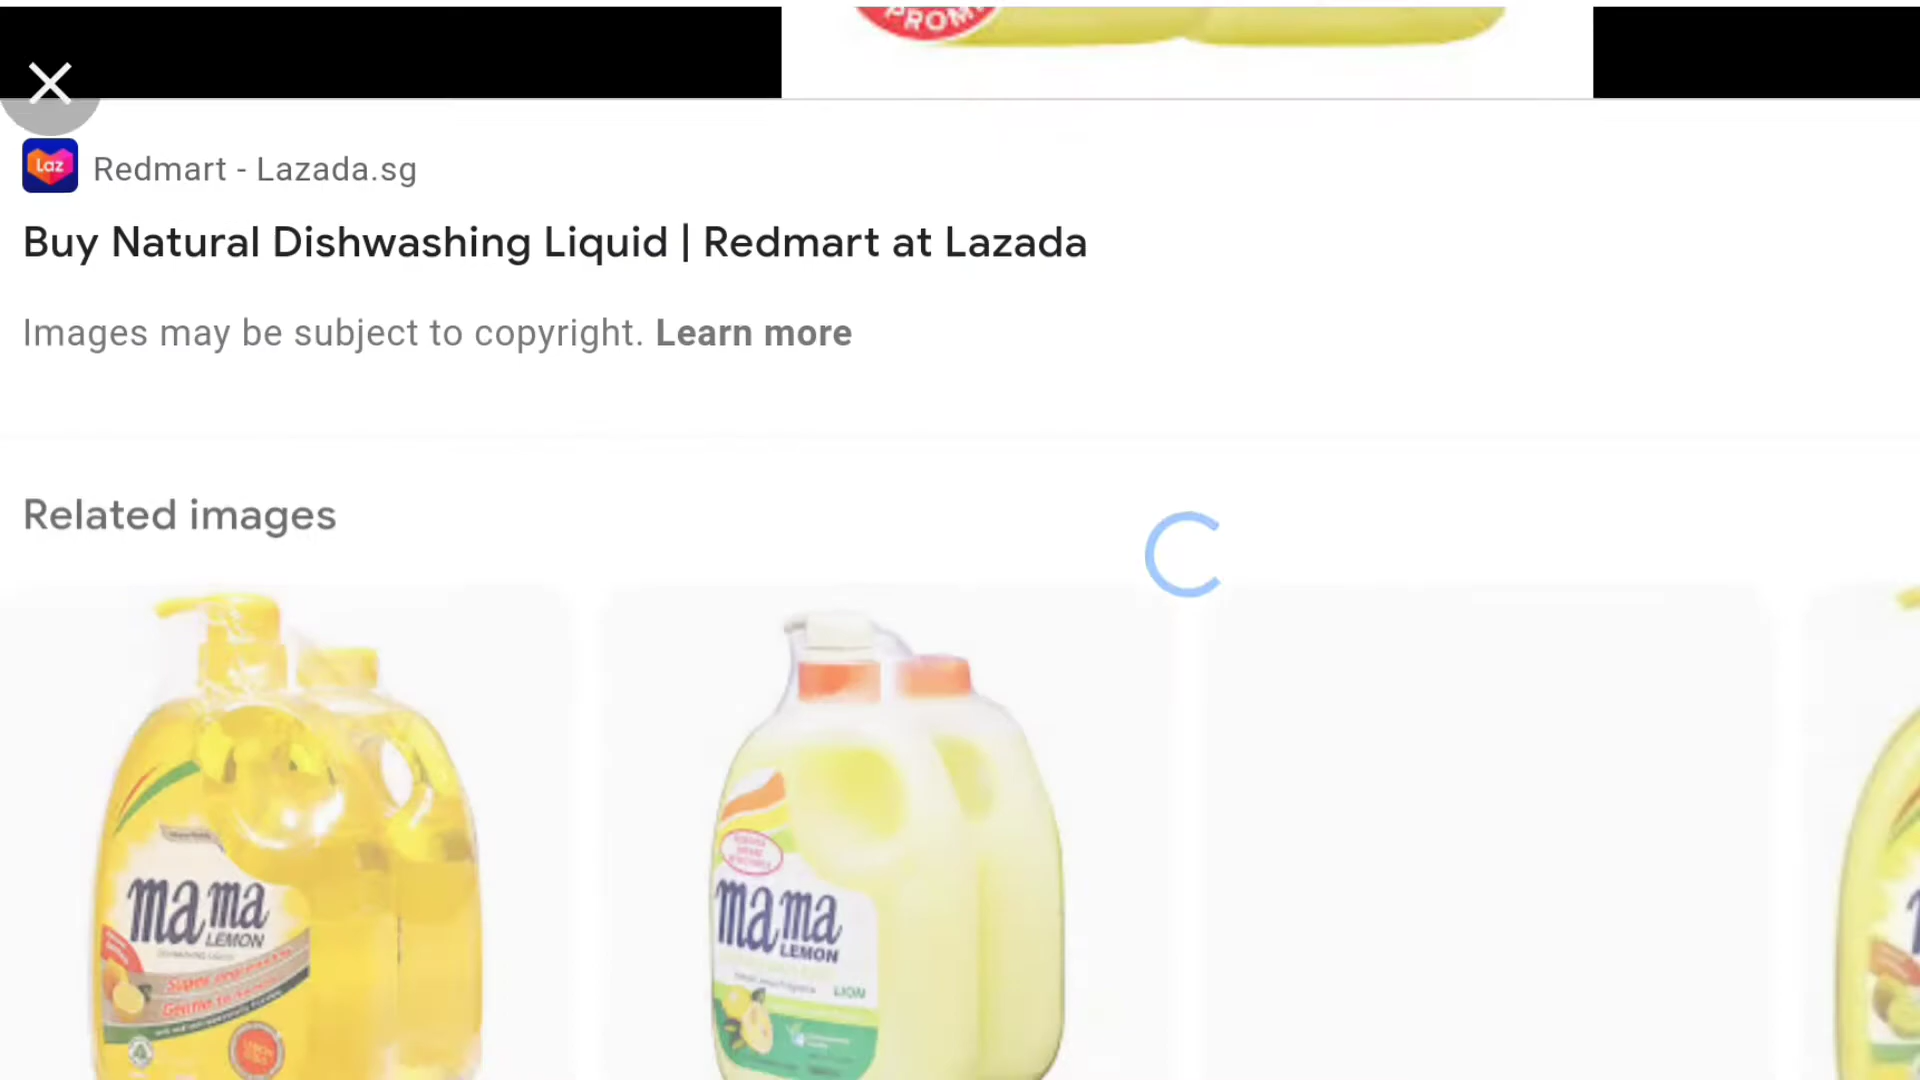 PROM
Laz
Redmart - Lazada.sg
Buy Natural Dishwashing Liquid | Redmart at Lazada
Images may be subject to copyright. Learn more
Related images
mama
LEMON
mama
LEMON
LION